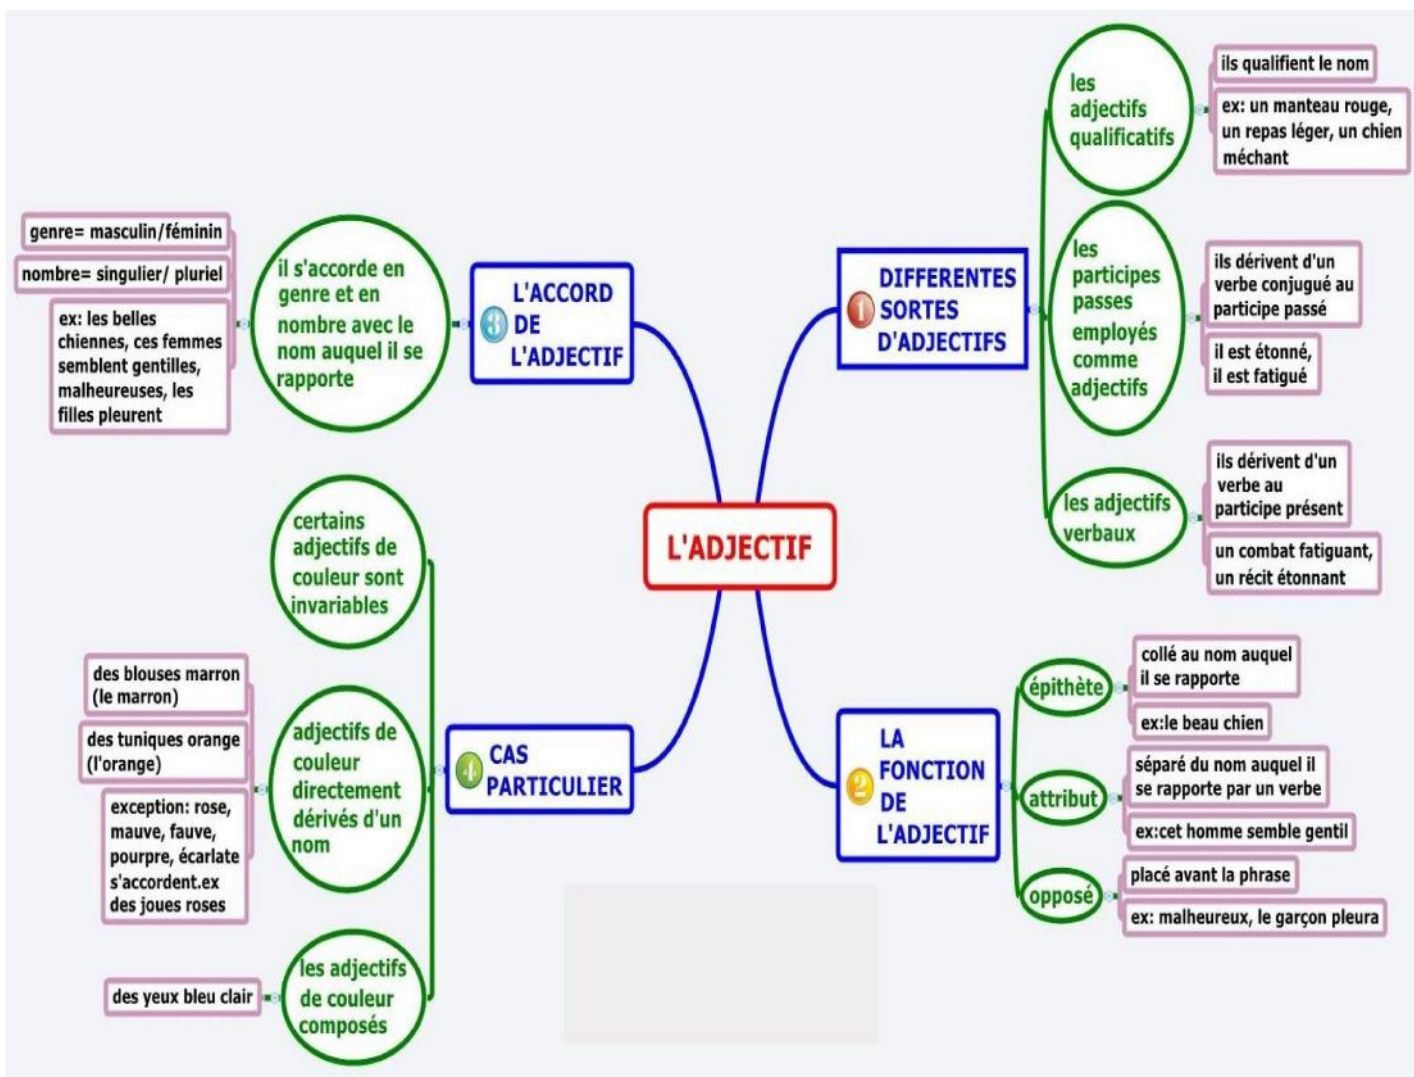 L'ADJECTIF
1
DIFFERENTES
SORTES
D'ADJECTIFS
les
adjectifs
qualificatifs
ils qualifient le nom
ex: un manteau rouge,
un repas léger, un chien
méchant
les
participes
passes
employés
comme
adjectifs
ils dérivent d'un
verbe conjugué au
participe passé
il est étonné,
il est fatigué
les adjectifs
verbaux
ils dérivent d'un
verbe au
participe présent
un combat fatiguant,
un récit étonnant
2
LA
FONCTION
DE
L'ADJECTIF
épithète
collé au nom auquel
il se rapporte
ex:le beau chien
attribut
séparé du nom auquel il
se rapporte par un verbe
ex:cet homme semble gentil
opposé
placé avant la phrase
ex: malheureux, le garçon pleura
3
L'ACCORD
DE
L'ADJECTIF
il s'accorde en
genre et en
nombre avec le
nom auquel il se
rapporte
genre= masculin/féminin
nombre= singulier/ pluriel
ex: les belles
chiennes, ces femmes
semblent gentilles,
malheureuses, les
filles pleurent
4
CAS
PARTICULIER
certains
adjectifs de
couleur sont
invariables
adjectifs de
couleur
directement
dérivés d'un
nom
des blouses marron
(le marron)
des tuniques orange
(l'orange)
exception: rose,
mauve, fauve,
pourpre, écarlate
s'accordent.ex
des joues roses
les adjectifs
de couleur
composés
des yeux bleu clair